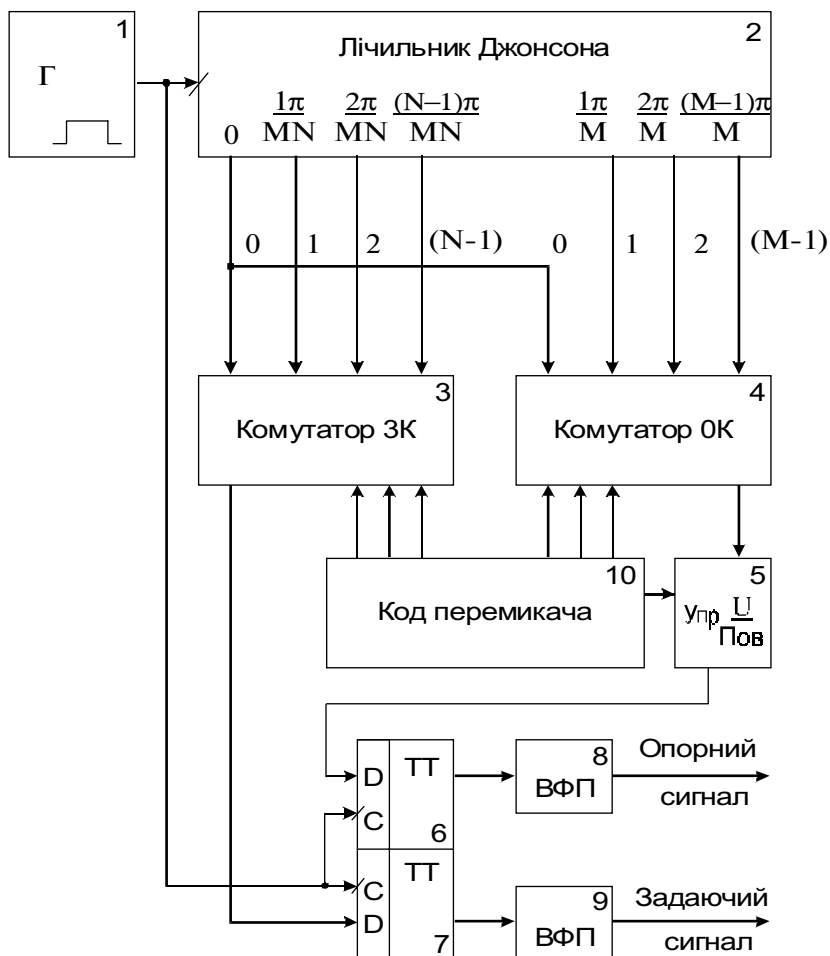 1
Г
2
Лічильник Джонсона
0 1π/MN 2π/MN (N–1)π/MN 1π/M 2π/M (M–1)π/M
0 1 2 (N-1) 0 1 2 (M-1)
3
Комутатор ЗК
4
Комутатор 0К
10
Код перемикача
5
Упр U
Пов
D ТТ
C
6
8
ВФП
Опорний
сигнал
C ТТ
D
7
9
ВФП
Задаючий
сигнал